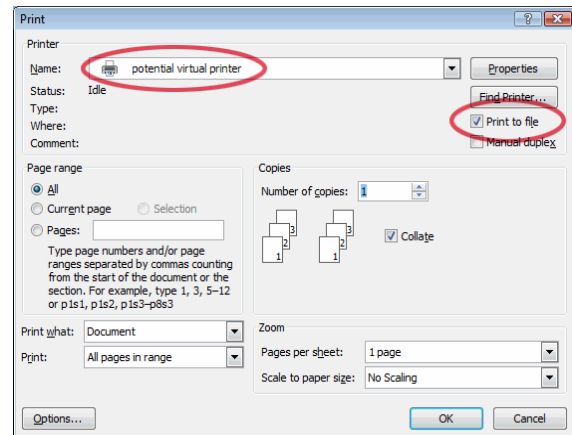 Print
Printer
Name: potential virtual printer Properties
Status: Idle Find Printer...
Type:
Where: Print to file
Comment: Manual duplex
Page range
All
Current page Selection
Pages:
Type page numbers and/or page
ranges separated by commas counting
from the start of the document or the
section. For example, type 1, 3, 5–12
or p1s1, p1s2, p1s3–p8s3
Copies
Number of copies: 1
1 2 3 1 2 3 Collate
Print what: Document
Print: All pages in range
Zoom
Pages per sheet: 1 page
Scale to paper size: No Scaling
Options... OK Cancel